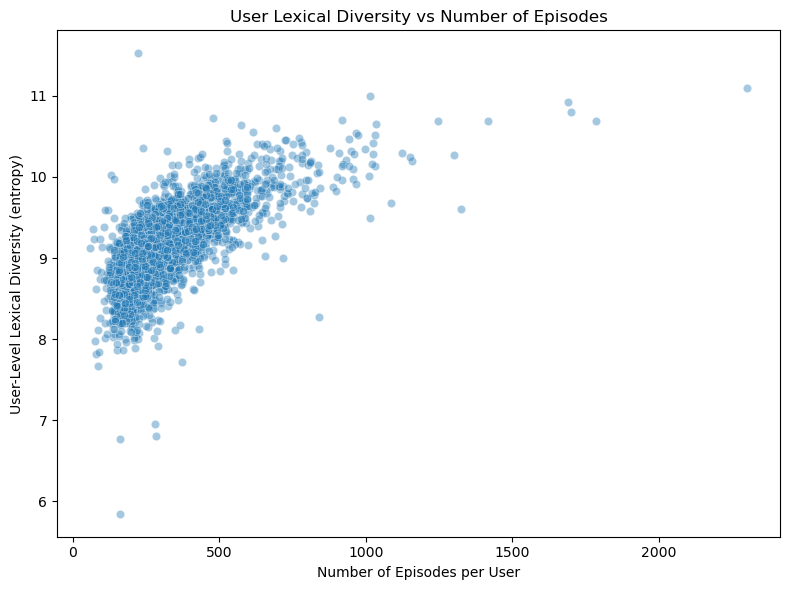 User Lexical Diversity vs Number of Episodes
User-Level Lexical Diversity (entropy)
11
10
9
8
7
6
0 500 1000 1500 2000
Number of Episodes per User